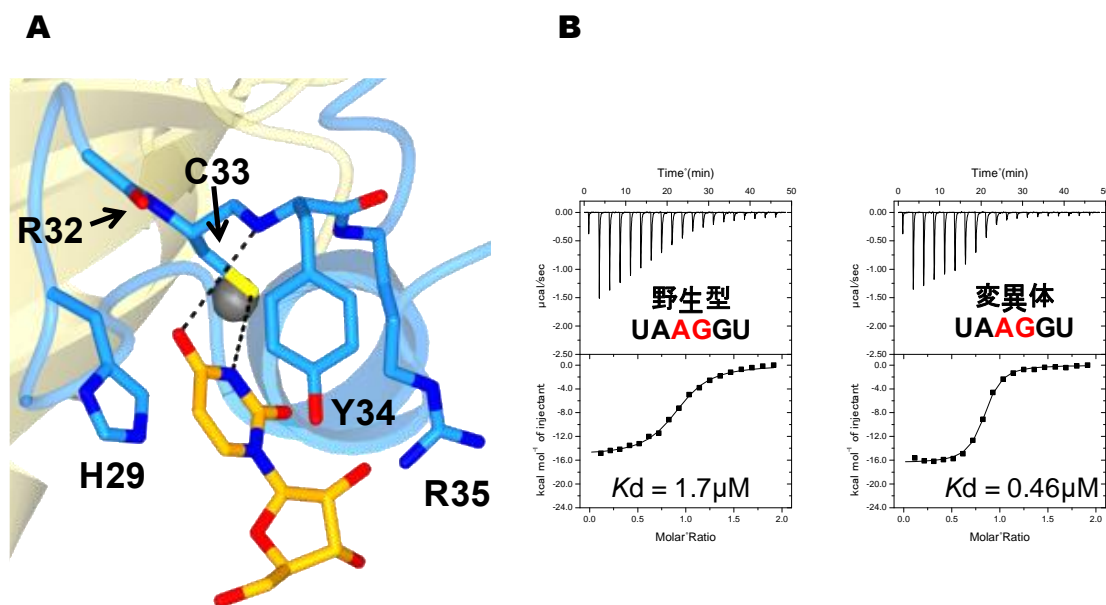 A
C33
R32
H29
Y34
R35
B
Time (min)
0 10 20 30 40 50
0.00
-0.50
-1.00
-1.50
-2.00
-2.50
µcal/sec
野生型
UAAGGU
0.0
-4.0
-8.0
-12.0
-16.0
-20.0
-24.0
kcal mol⁻¹ of injectant
Kd = 1.7µM
0.0 0.5 1.0 1.5 2.0
Molar Ratio
Time (min)
0 10 20 30 40 50
0.00
-0.50
-1.00
-1.50
-2.00
-2.50
µcal/sec
変異体
UAAGGU
0.0
-4.0
-8.0
-12.0
-16.0
-20.0
-24.0
kcal mol⁻¹ of injectant
Kd = 0.46µM
0.0 0.5 1.0 1.5 2.0
Molar Ratio